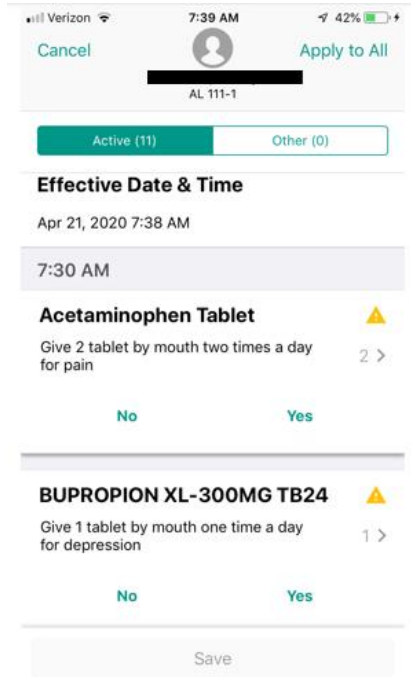 Verizon 7:39 AM 42%
Cancel Apply to All
AL 111-1
Active (11) Other (0)
Effective Date & Time
Apr 21, 2020 7:38 AM
7:30 AM
Acetaminophen Tablet
Give 2 tablet by mouth two times a day
for pain
2 >
No Yes
BUPROPION XL-300MG TB24
Give 1 tablet by mouth one time a day
for depression
1 >
No Yes
Save